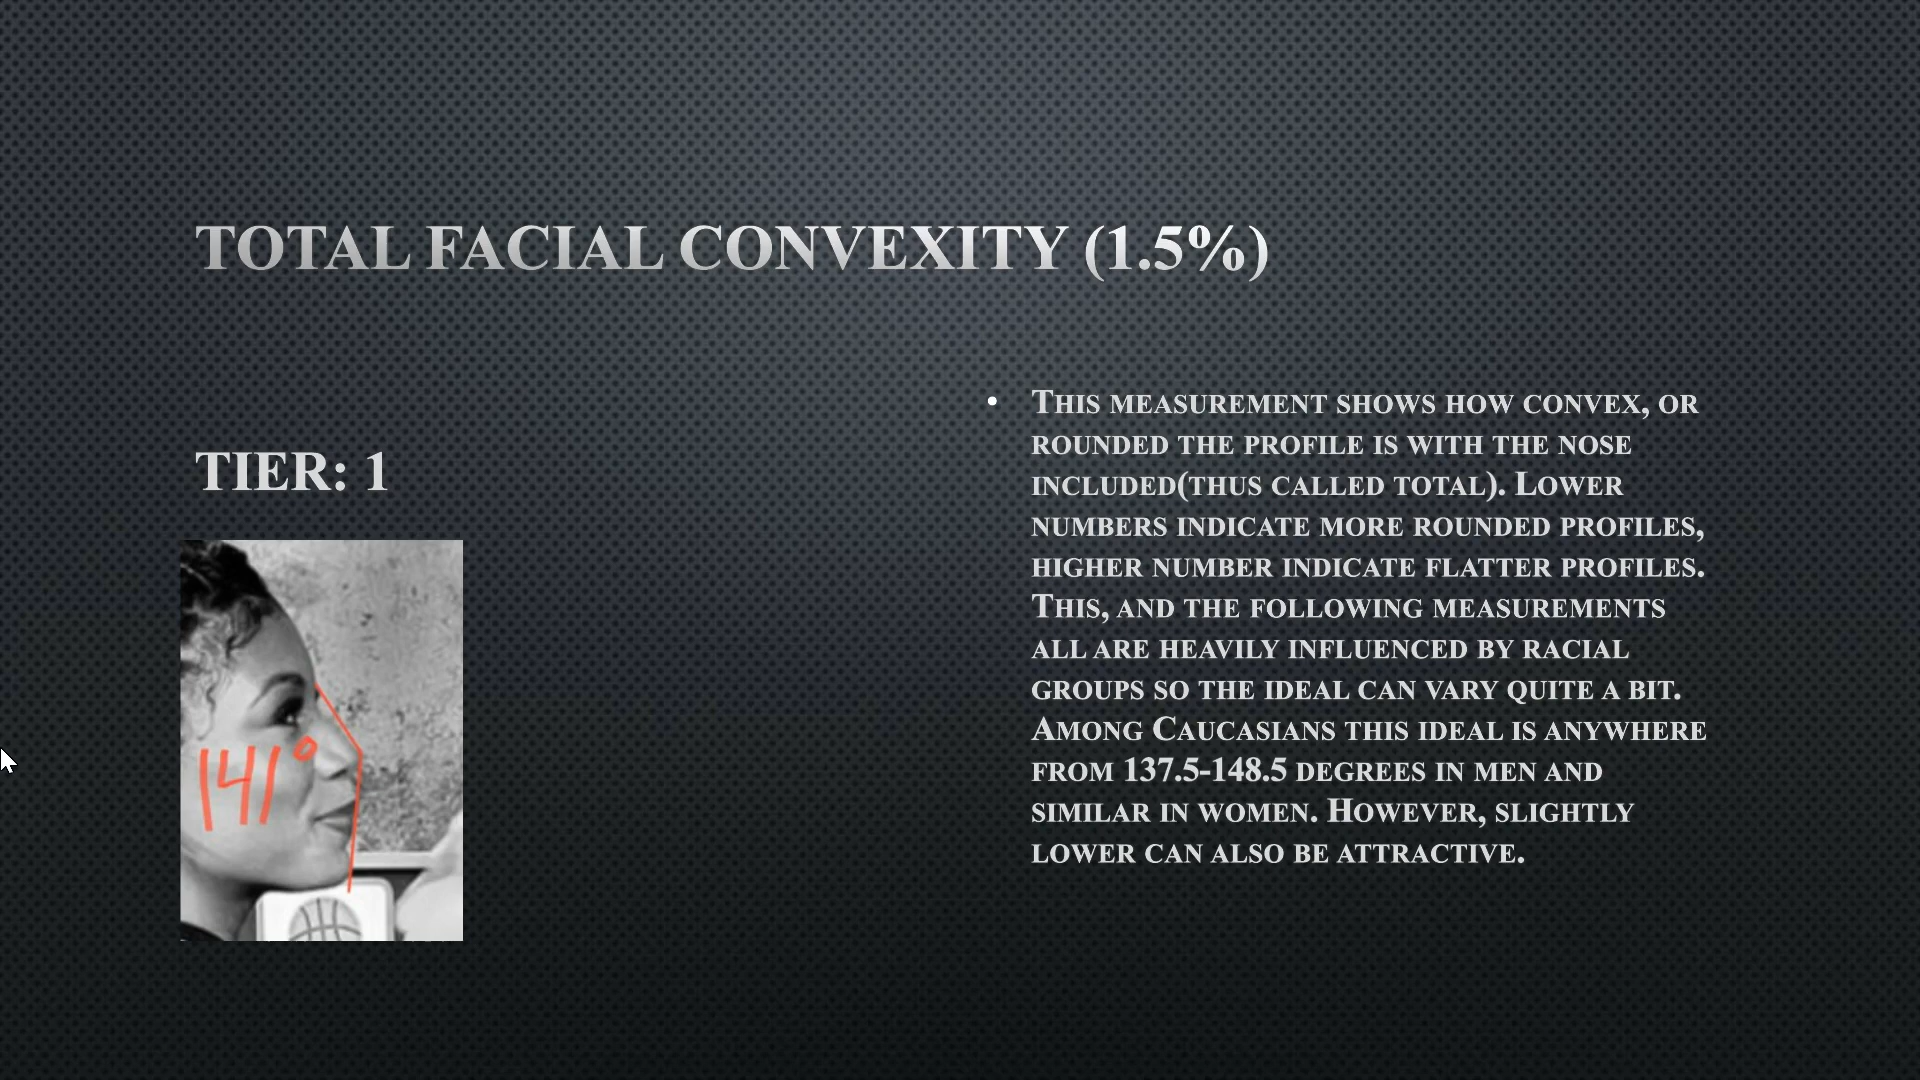 TOTAL FACIAL CONVEXITY (1.5%)
TIER: 1
141°
• THIS MEASUREMENT SHOWS HOW CONVEX, OR
ROUNDED THE PROFILE IS WITH THE NOSE
INCLUDED(THUS CALLED TOTAL). LOWER
NUMBERS INDICATE MORE ROUNDED PROFILES,
HIGHER NUMBER INDICATE FLATTER PROFILES.
THIS, AND THE FOLLOWING MEASUREMENTS
ALL ARE HEAVILY INFLUENCED BY RACIAL
GROUPS SO THE IDEAL CAN VARY QUITE A BIT.
AMONG CAUCASIANS THIS IDEAL IS ANYWHERE
FROM 137.5-148.5 DEGREES IN MEN AND
SIMILAR IN WOMEN. HOWEVER, SLIGHTLY
LOWER CAN ALSO BE ATTRACTIVE.